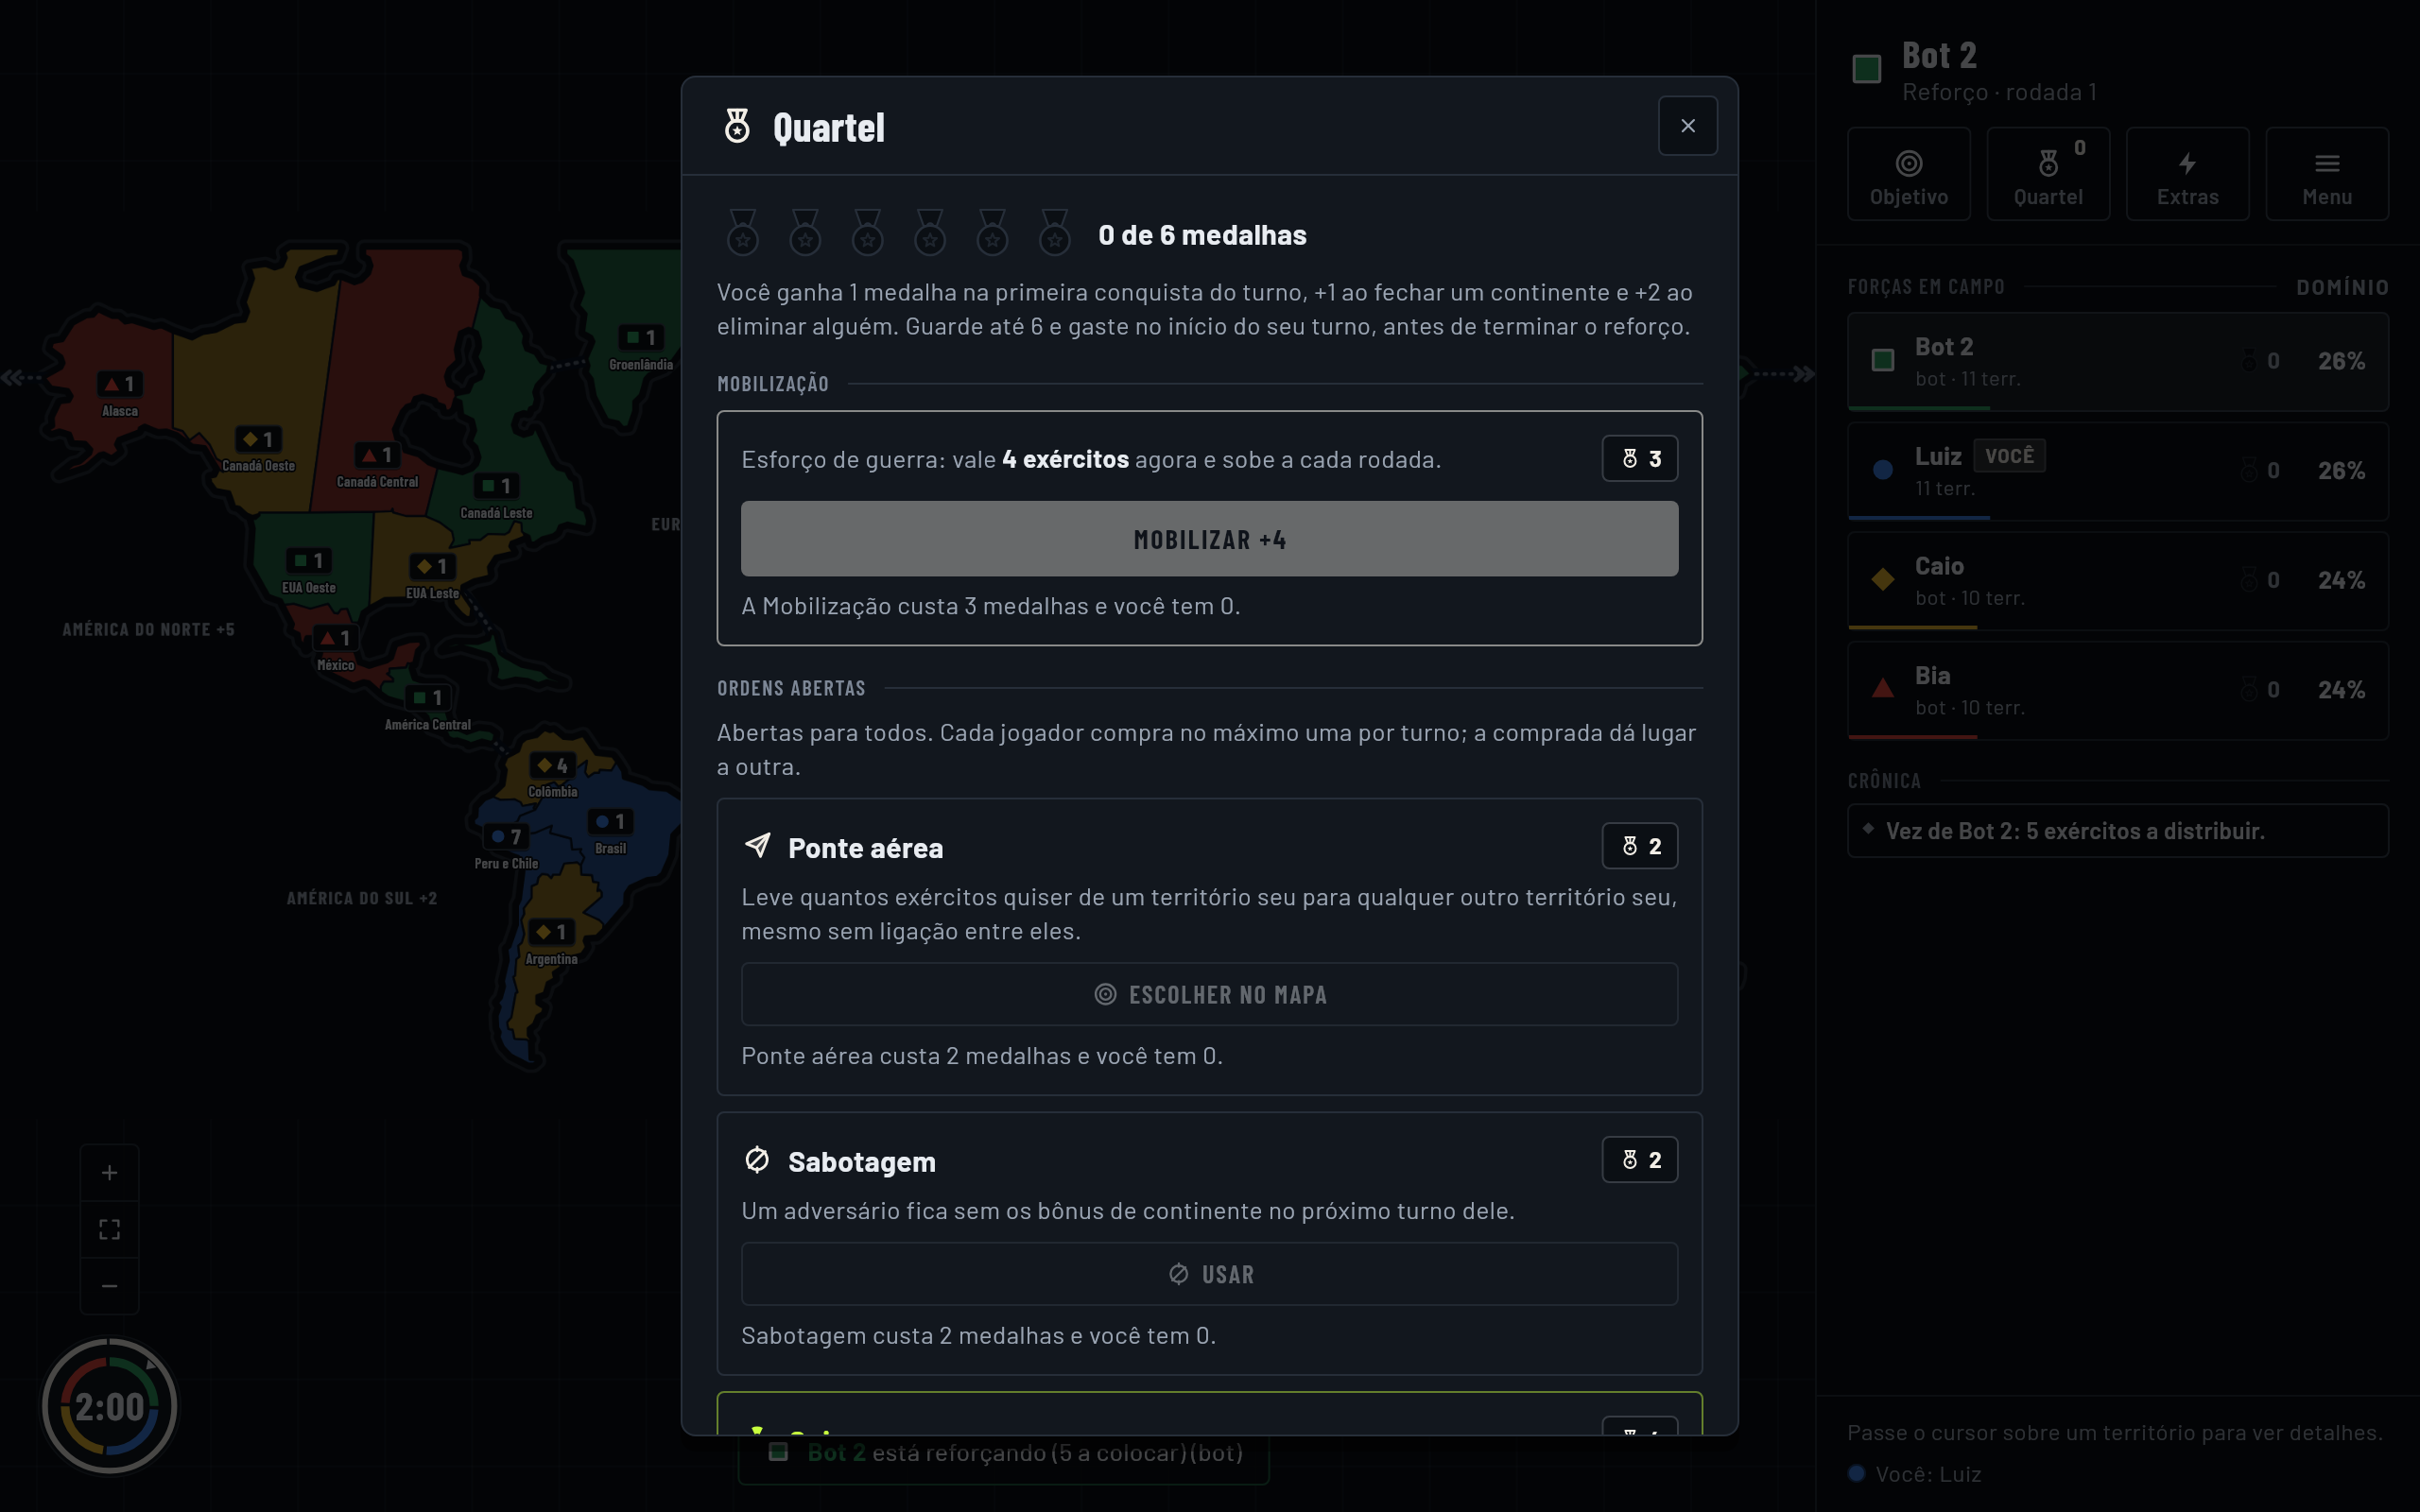 Quartel
0 de 6 medalhas
Você ganha 1 medalha na primeira conquista do turno, +1 ao fechar um continente e +2 ao
eliminar alguém. Guarde até 6 e gaste no início do seu turno, antes de terminar o reforço.
MOBILIZAÇÃO
Esforço de guerra: vale 4 exércitos agora e sobe a cada rodada.
3
MOBILIZAR +4
A Mobilização custa 3 medalhas e você tem 0.
ORDENS ABERTAS
Abertas para todos. Cada jogador compra no máximo uma por turno; a comprada dá lugar
a outra.
Ponte aérea
2
Leve quantos exércitos quiser de um território seu para qualquer outro território seu,
mesmo sem ligação entre eles.
ESCOLHER NO MAPA
Ponte aérea custa 2 medalhas e você tem 0.
Sabotagem
2
Um adversário fica sem os bônus de continente no próximo turno dele.
USAR
Sabotagem custa 2 medalhas e você tem 0.
Bot 2 está reforçando (5 a colocar) (bot)
1
Alasca
1
Canadá Oeste
1
Canadá Central
1
Canadá Leste
1
Groenlândia
1
EUA Oeste
1
EUA Leste
EUR
AMÉRICA DO NORTE +5
1
México
1
América Central
4
Colômbia
7
Peru e Chile
1
Brasil
AMÉRICA DO SUL +2
1
Argentina
+
−
2:00
Bot 2
Reforço · rodada 1
Objetivo
0
Quartel
Extras
Menu
FORÇAS EM CAMPO
DOMÍNIO
Bot 2
bot · 11 terr.
0
26%
Luiz VOCÊ
11 terr.
0
26%
Caio
bot · 10 terr.
0
24%
Bia
bot · 10 terr.
0
24%
CRÔNICA
Vez de Bot 2: 5 exércitos a distribuir.
Passe o cursor sobre um território para ver detalhes.
Você: Luiz